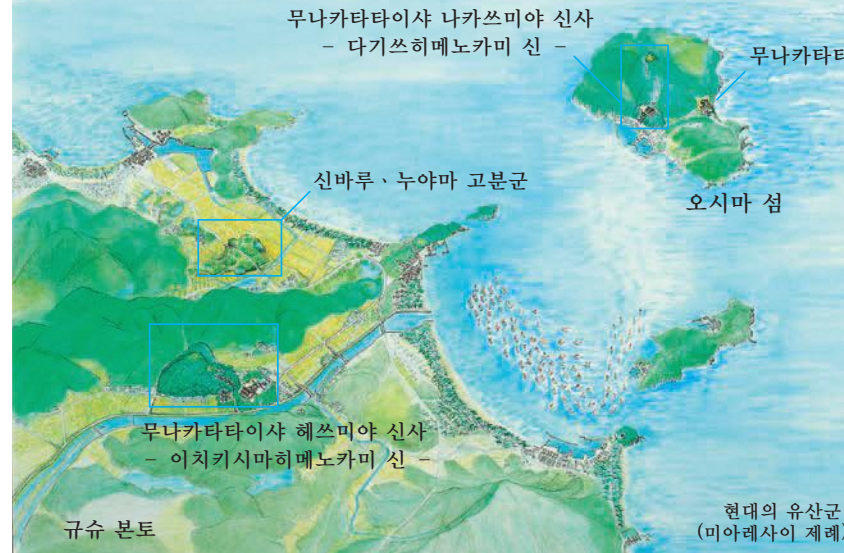 무나카타타이샤 나카쓰미야 신사
- 다기쓰히메노카미 신 -
무나카타타
신바루・누야마 고분군
오시마 섬
무나카타타이샤 헤쓰미야 신사
- 이치키시마히메노카미 신 -
규슈 본토
현대의 유산군
(미아레사이 제례)